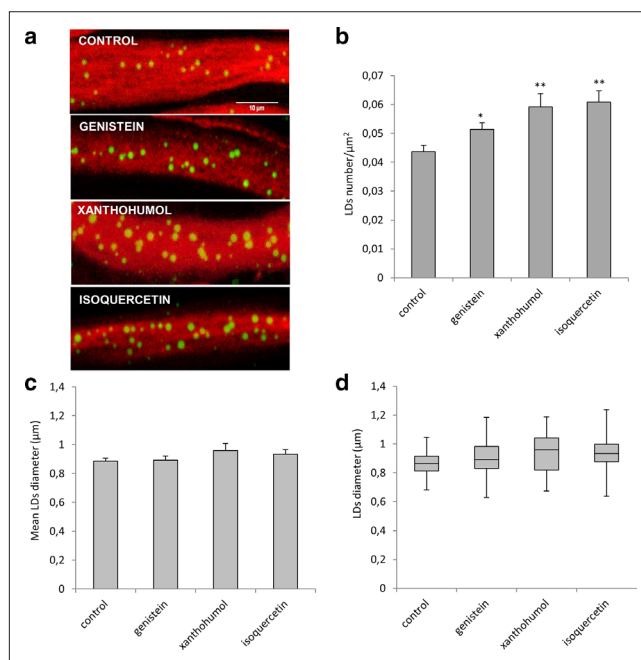 a
CONTROL
10 µm
GENISTEIN
XANTHOHUMOL
ISOQUERCETIN
b
LDs number/µm²
0,07
0,06
0,05
0,04
0,03
0,02
0,01
0
*
**
**
control
genistein
xanthohumol
isoquercetin
c
Mean LDs diameter (µm)
1,4
1,2
1
0,8
0,6
0,4
0,2
0
control
genistein
xanthohumol
isoquercetin
d
LDs diameter (µm)
1,4
1,2
1
0,8
0,6
0,4
0,2
0
control
genistein
xanthohumol
isoquercetin